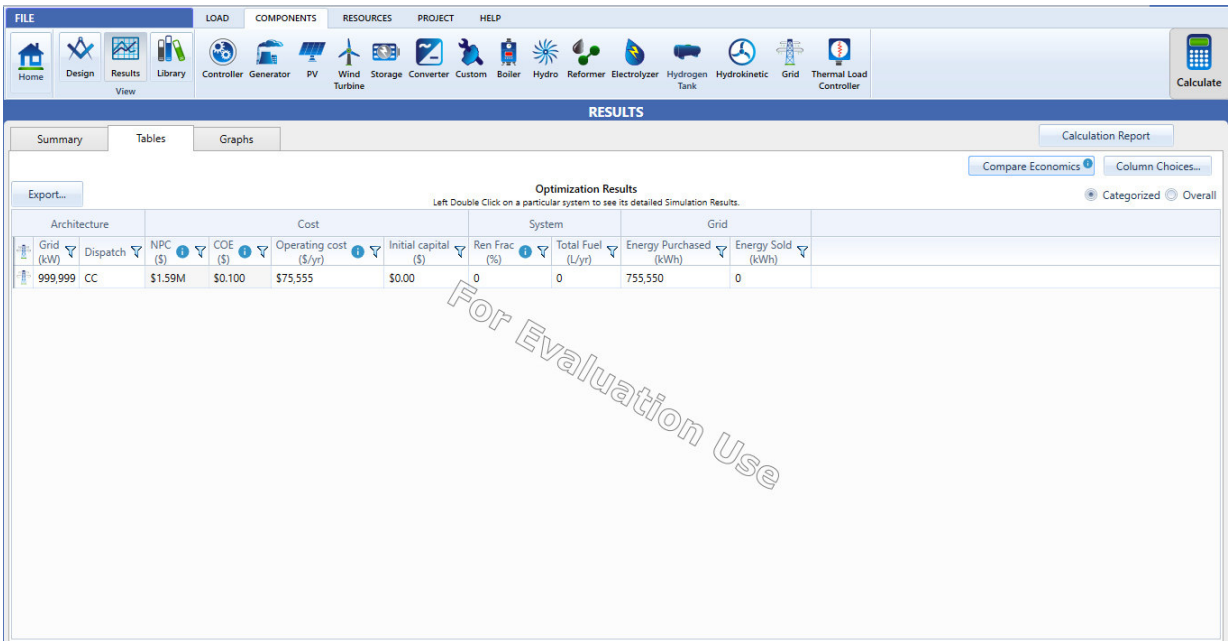 FILE LOAD COMPONENTS RESOURCES PROJECT HELP
Home Design Results Library Controller Generator PV Wind Turbine Storage Converter Custom Boiler Hydro Reformer Electrolyzer Hydrogen Tank Hydrokinetic Grid Thermal Load Controller Calculate
View
RESULTS
Summary Tables Graphs Calculation Report
Compare Economics Column Choices...
Export... Optimization Results Categorized Overall
Left Double Click on a particular system to see its detailed Simulation Results.
Architecture Cost System Grid
Grid (kW) Dispatch NPC ($) COE ($) Operating cost ($/yr) Initial capital ($) Ren Frac (%) Total Fuel (L/yr) Energy Purchased (kWh) Energy Sold (kWh)
999,999 CC $1.59M $0.100 $75,555 $0.00 0 0 755,550 0
For Evaluation Use